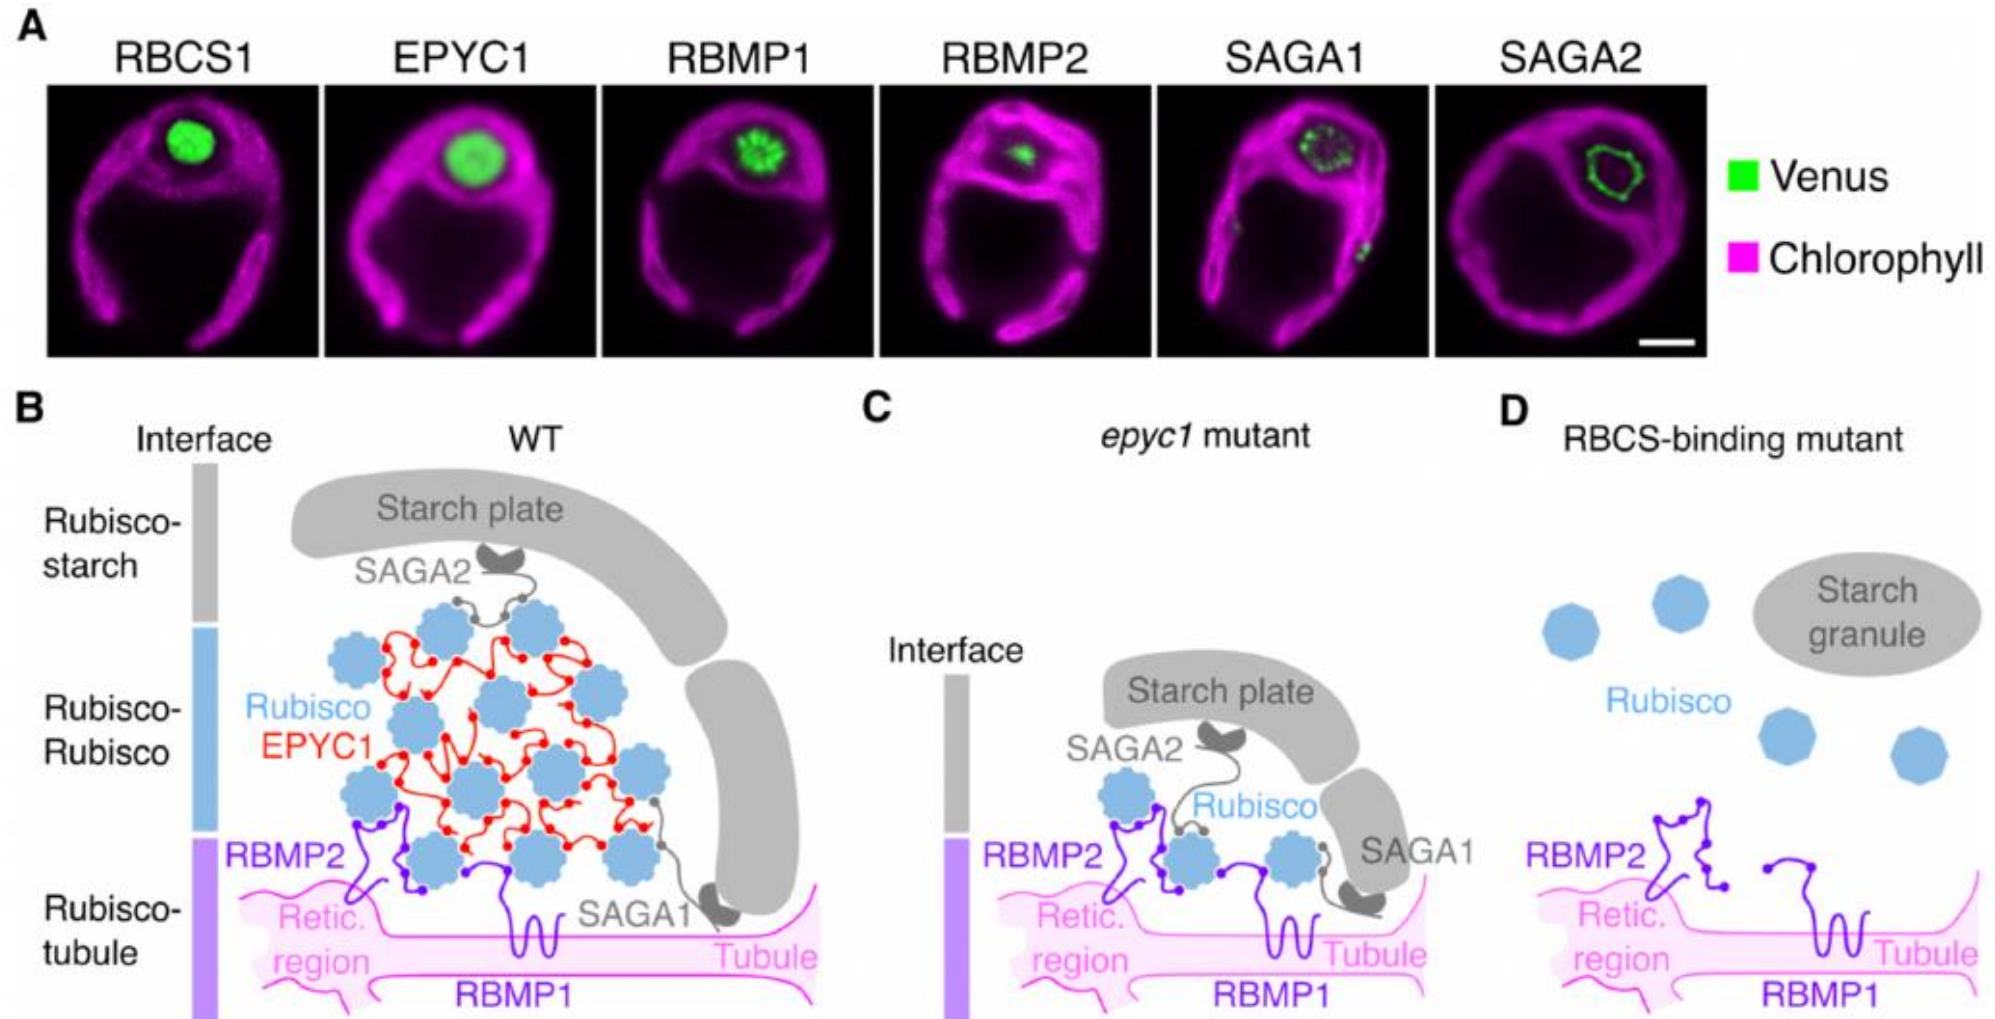 A
RBCS1
EPYC1
RBMP1
RBMP2
SAGA1
SAGA2
Venus
Chlorophyll
B
Interface
WT
Rubisco-
starch
Rubisco-
Rubisco
Rubisco-
tubule
Starch plate
SAGA2
Rubisco
EPYC1
RBMP2
SAGA1
Retic.
region
Tubule
RBMP1
C
epyc1 mutant
Interface
Starch plate
SAGA2
Rubisco
RBMP2
SAGA1
Retic.
region
Tubule
RBMP1
D
RBCS-binding mutant
Starch
granule
Rubisco
RBMP2
Retic.
region
Tubule
RBMP1